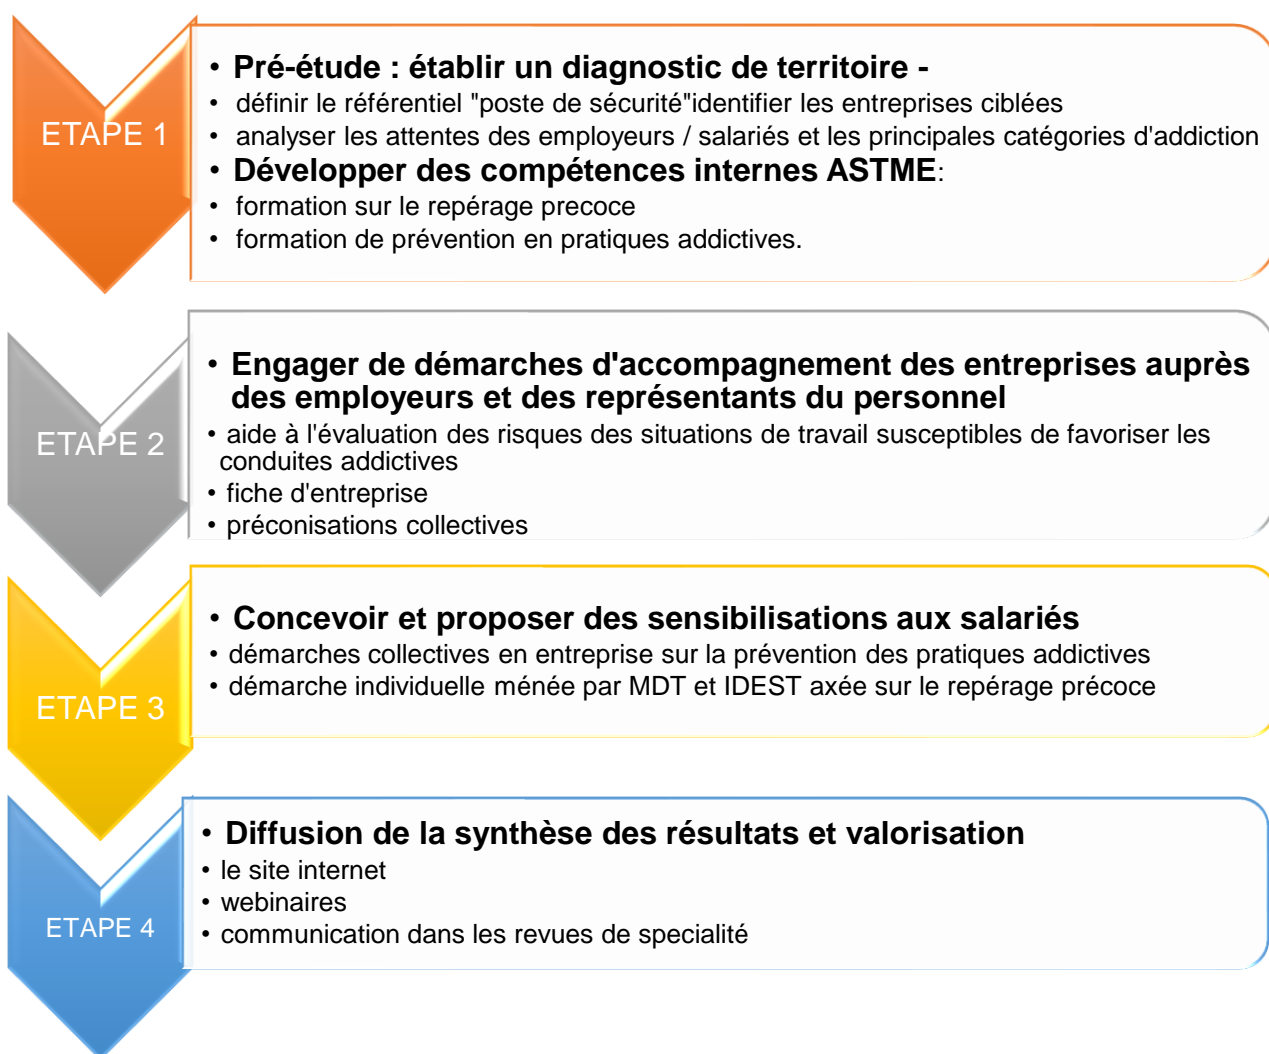 ETAPE 1
• Pré-étude : établir un diagnostic de territoire -
• définir le référentiel "poste de sécurité"identifier les entreprises ciblées
• analyser les attentes des employeurs / salariés et les principales catégories d'addiction
• Développer des compétences internes ASTME:
• formation sur le repérage precoce
• formation de prévention en pratiques addictives.
ETAPE 2
• Engager de démarches d'accompagnement des entreprises auprès
des employeurs et des représentants du personnel
• aide à l'évaluation des risques des situations de travail susceptibles de favoriser les
conduites addictives
• fiche d'entreprise
• préconisations collectives
ETAPE 3
• Concevoir et proposer des sensibilisations aux salariés
• démarches collectives en entreprise sur la prévention des pratiques addictives
• démarche individuelle ménée par MDT et IDEST axée sur le repérage précoce
ETAPE 4
• Diffusion de la synthèse des résultats et valorisation
• le site internet
• webinaires
• communication dans les revues de specialité